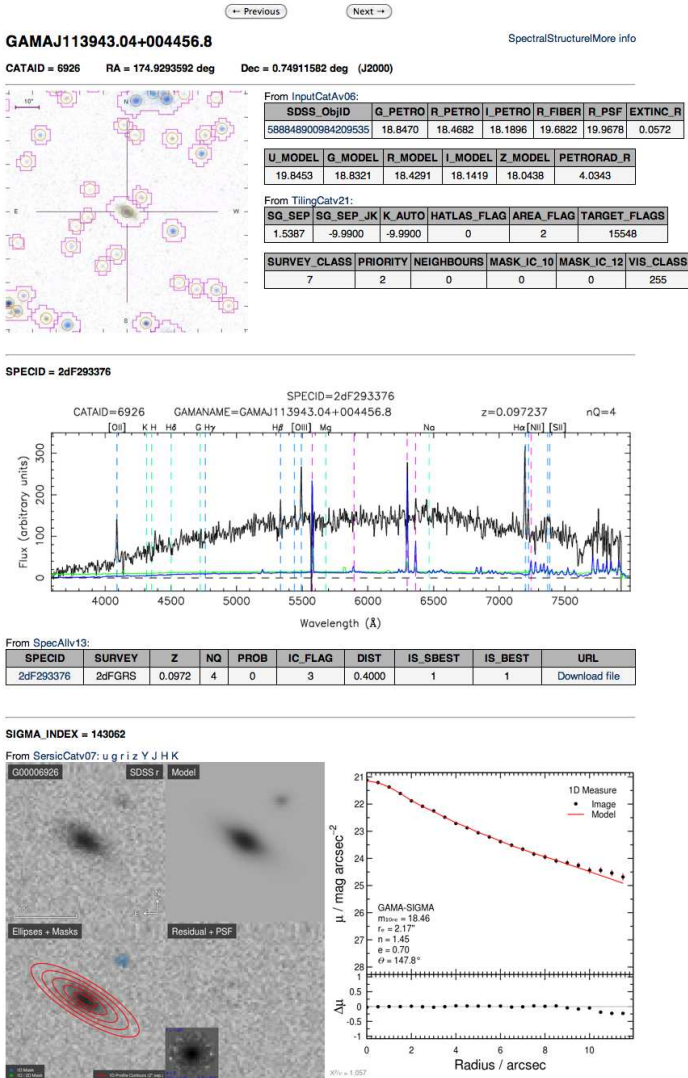 ← Previous Next →
GAMAJ113943.04+004456.8 Spectral|Structure|More info
CATAID = 6926 RA = 174.9293592 deg Dec = 0.74911582 deg (J2000)
From InputCatAv06:
SDSS_ObjID G_PETRO R_PETRO I_PETRO R_FIBER R_PSF EXTINC_R
588848900984209535 18.8470 18.4682 18.1896 19.6822 19.9678 0.0572
U_MODEL G_MODEL R_MODEL I_MODEL Z_MODEL PETRORAD_R
19.8453 18.8321 18.4291 18.1419 18.0438 4.0343
From TilingCatv21:
SG_SEP SG_SEP_JK K_AUTO HATLAS_FLAG AREA_FLAG TARGET_FLAGS
1.5387 -9.9900 -9.9900 0 2 15548
SURVEY_CLASS PRIORITY NEIGHBOURS MASK_IC_10 MASK_IC_12 VIS_CLASS
7 2 0 0 0 255
10"
N
E W
S
SPECID = 2dF293376
SPECID=2dF293376
CATAID=6926 GAMANAME=GAMAJ113943.04+004456.8 z=0.097237 nQ=4
[OII] K H Hδ G Hγ Hβ [OIII] Mg Na Hα [NII] [SII]
Flux (arbitrary units)
300
200
100
0
4000 4500 5000 5500 6000 6500 7000 7500
Wavelength (Å)
From SpecAllv13:
SPECID SURVEY Z NQ PROB IC_FLAG DIST IS_SBEST IS_BEST URL
2dF293376 2dFGRS 0.0972 4 0 3 0.4000 1 1 Download file
SIGMA_INDEX = 143062
From SersicCatv07: u g r i z Y J H K
G00006926 SDSS r Model
Ellipses + Masks Residual + PSF
μ / mag arcsec⁻²
21
22
23
24
25
26
27
28
1D Measure
Image
Model
GAMA-SIGMA
m₁₀ᵣₑ = 18.46
rₑ = 2.17"
n = 1.45
e = 0.70
Θ = 147.8°
Δμ
1
0.5
0
-0.5
-1
0 2 4 6 8 10
Radius / arcsec